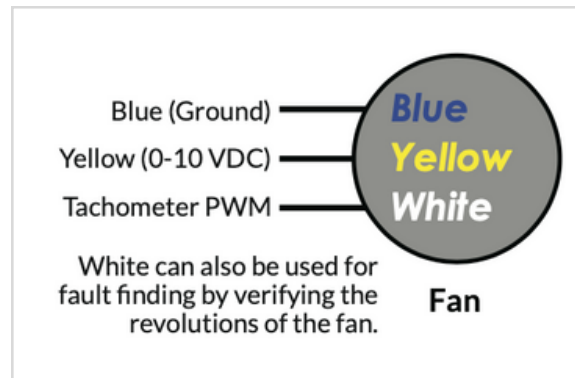 Blue (Ground)
Blue
Yellow (0-10 VDC)
Yellow
Tachometer PWM
White
White can also be used for
fault finding by verifying the
revolutions of the fan.
Fan